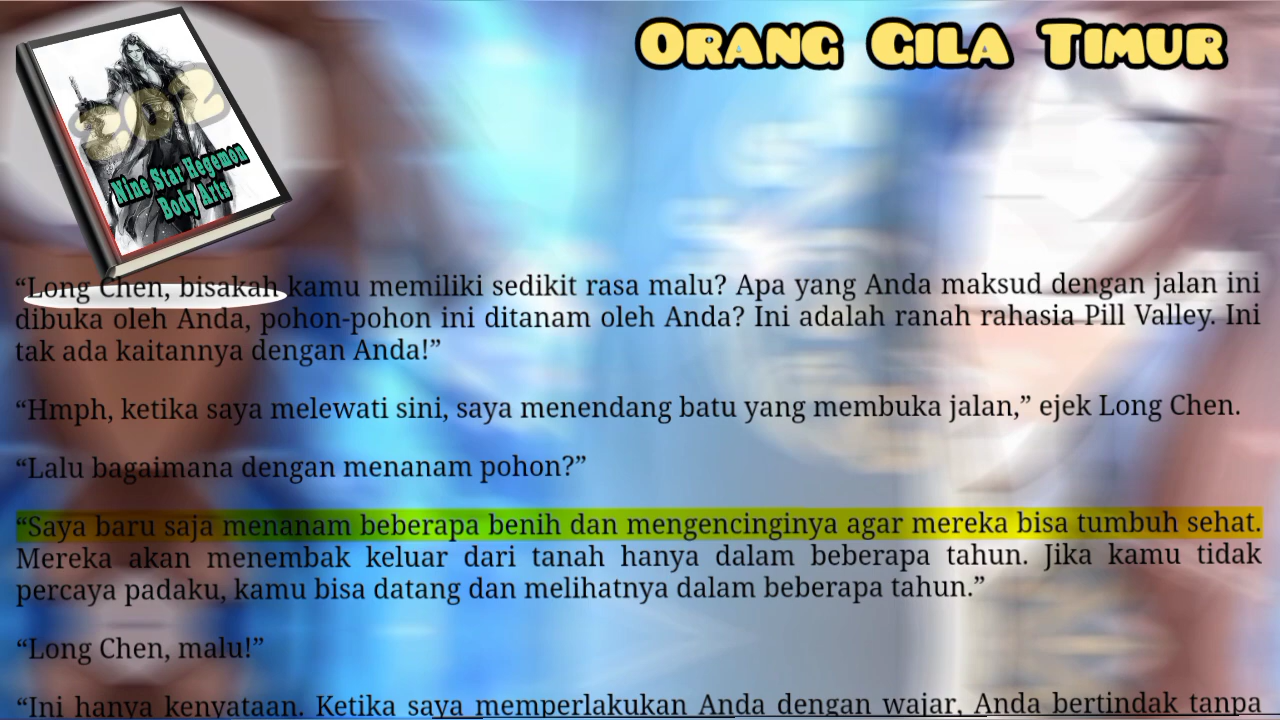 Orang Gila Timur
202
Nine Star Hegemon
Body Arts
“Long Chen, bisakah kamu memiliki sedikit rasa malu? Apa yang Anda maksud dengan jalan ini
dibuka oleh Anda, pohon-pohon ini ditanam oleh Anda? Ini adalah ranah rahasia Pill Valley. Ini
tak ada kaitannya dengan Anda!”
“Hmph, ketika saya melewati sini, saya menendang batu yang membuka jalan,” ejek Long Chen.
“Lalu bagaimana dengan menanam pohon?”
“Saya baru saja menanam beberapa benih dan mengencinginya agar mereka bisa tumbuh sehat.
Mereka akan menembak keluar dari tanah hanya dalam beberapa tahun. Jika kamu tidak
percaya padaku, kamu bisa datang dan melihatnya dalam beberapa tahun.”
“Long Chen, malu!”
“Ini hanya kenyataan. Ketika saya memperlakukan Anda dengan wajar, Anda bertindak tanpa